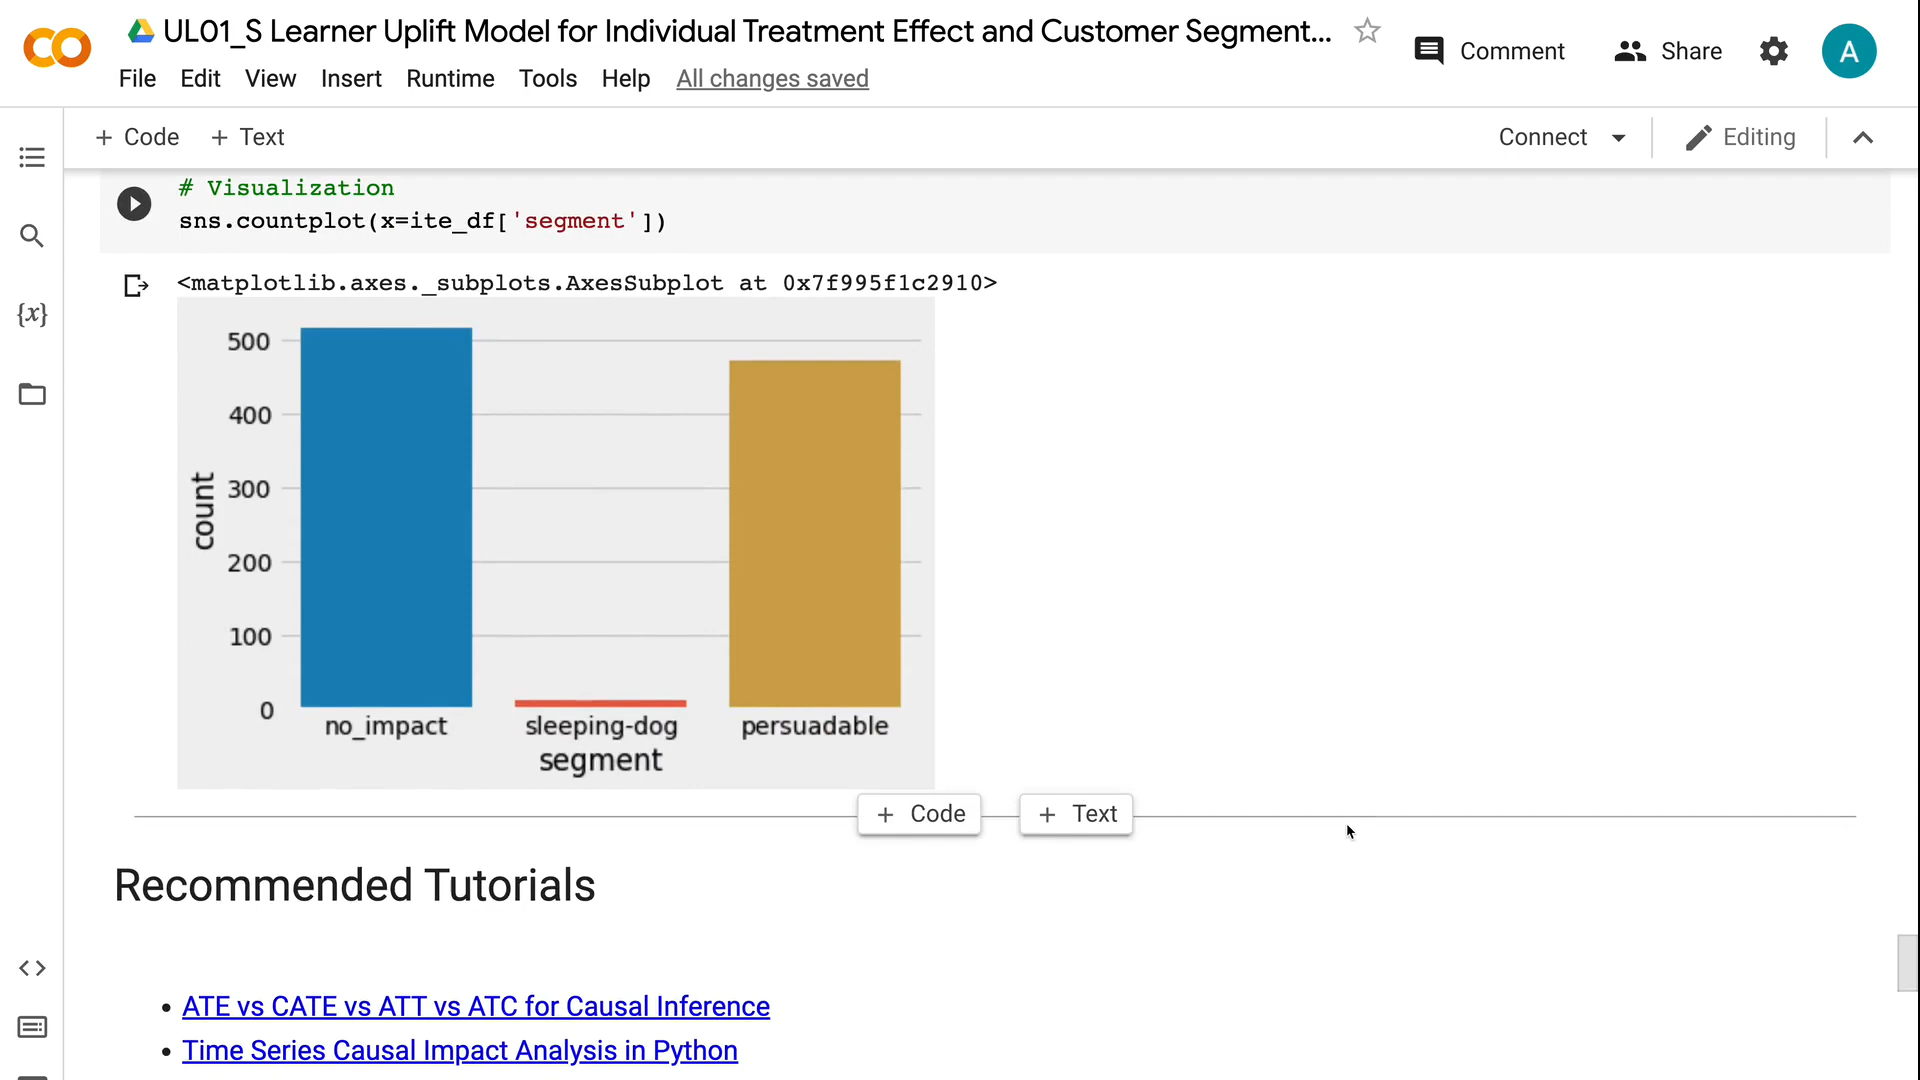 UL01_S Learner Uplift Model for Individual Treatment Effect and Customer Segment...
Comment
Share
A
File Edit View Insert Runtime Tools Help All changes saved
+ Code + Text
Connect
Editing
{x}
# Visualization
sns.countplot(x=ite_df['segment'])
<matplotlib.axes._subplots.AxesSubplot at 0x7f995f1c2910>
500
400
300
200
100
0
count
no_impact sleeping-dog persuadable
segment
+ Code + Text
Recommended Tutorials
• ATE vs CATE vs ATT vs ATC for Causal Inference
• Time Series Causal Impact Analysis in Python